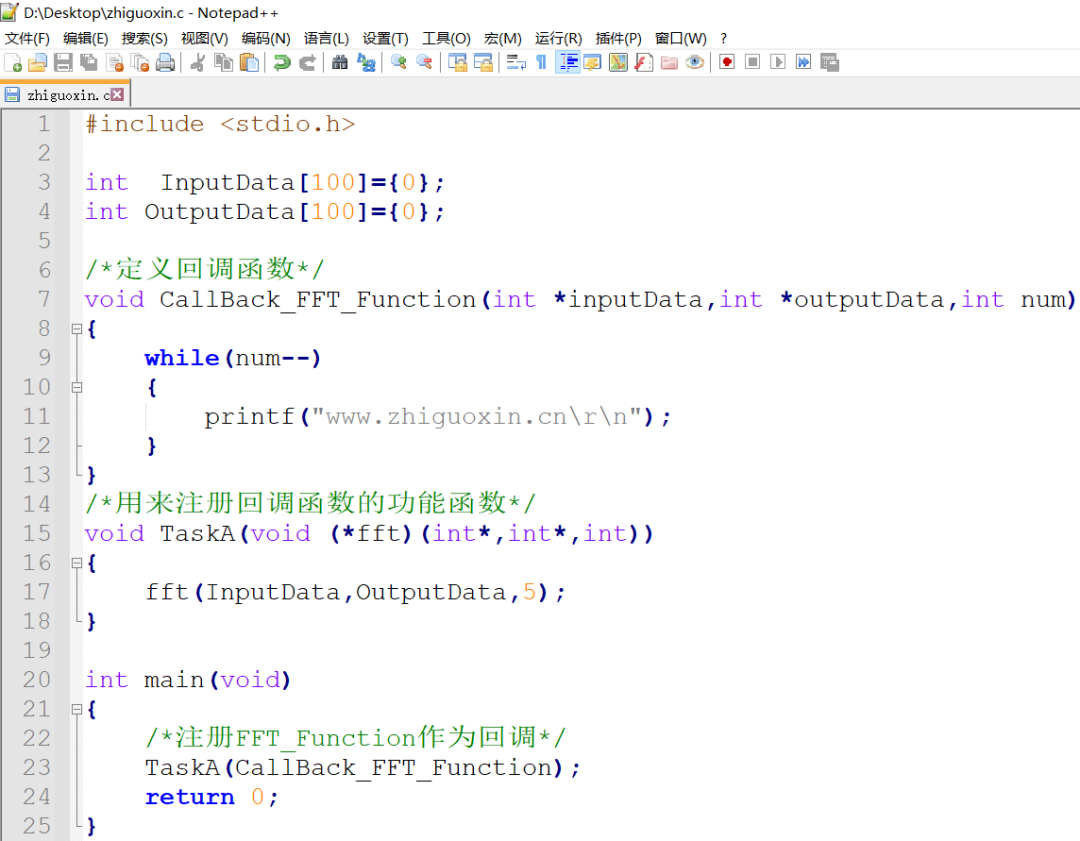 D:\Desktop\zhiguoxin.c - Notepad++
文件(F) 编辑(E) 搜索(S) 视图(V) 编码(N) 语言(L) 设置(T) 工具(O) 宏(M) 运行(R) 插件(P) 窗口(W) ?
zhiguoxin.c
1 #include <stdio.h>
2
3 int  InputData[100]={0};
4 int OutputData[100]={0};
5
6 /*定义回调函数*/
7 void CallBack_FFT_Function(int *inputData,int *outputData,int num)
8 {
9     while(num--)
10     {
11         printf("www.zhiguoxin.cn\r\n");
12     }
13 }
14 /*用来注册回调函数的功能函数*/
15 void TaskA(void (*fft)(int*,int*,int))
16 {
17     fft(InputData,OutputData,5);
18 }
19
20 int main(void)
21 {
22     /*注册FFT_Function作为回调*/
23     TaskA(CallBack_FFT_Function);
24     return 0;
25 }